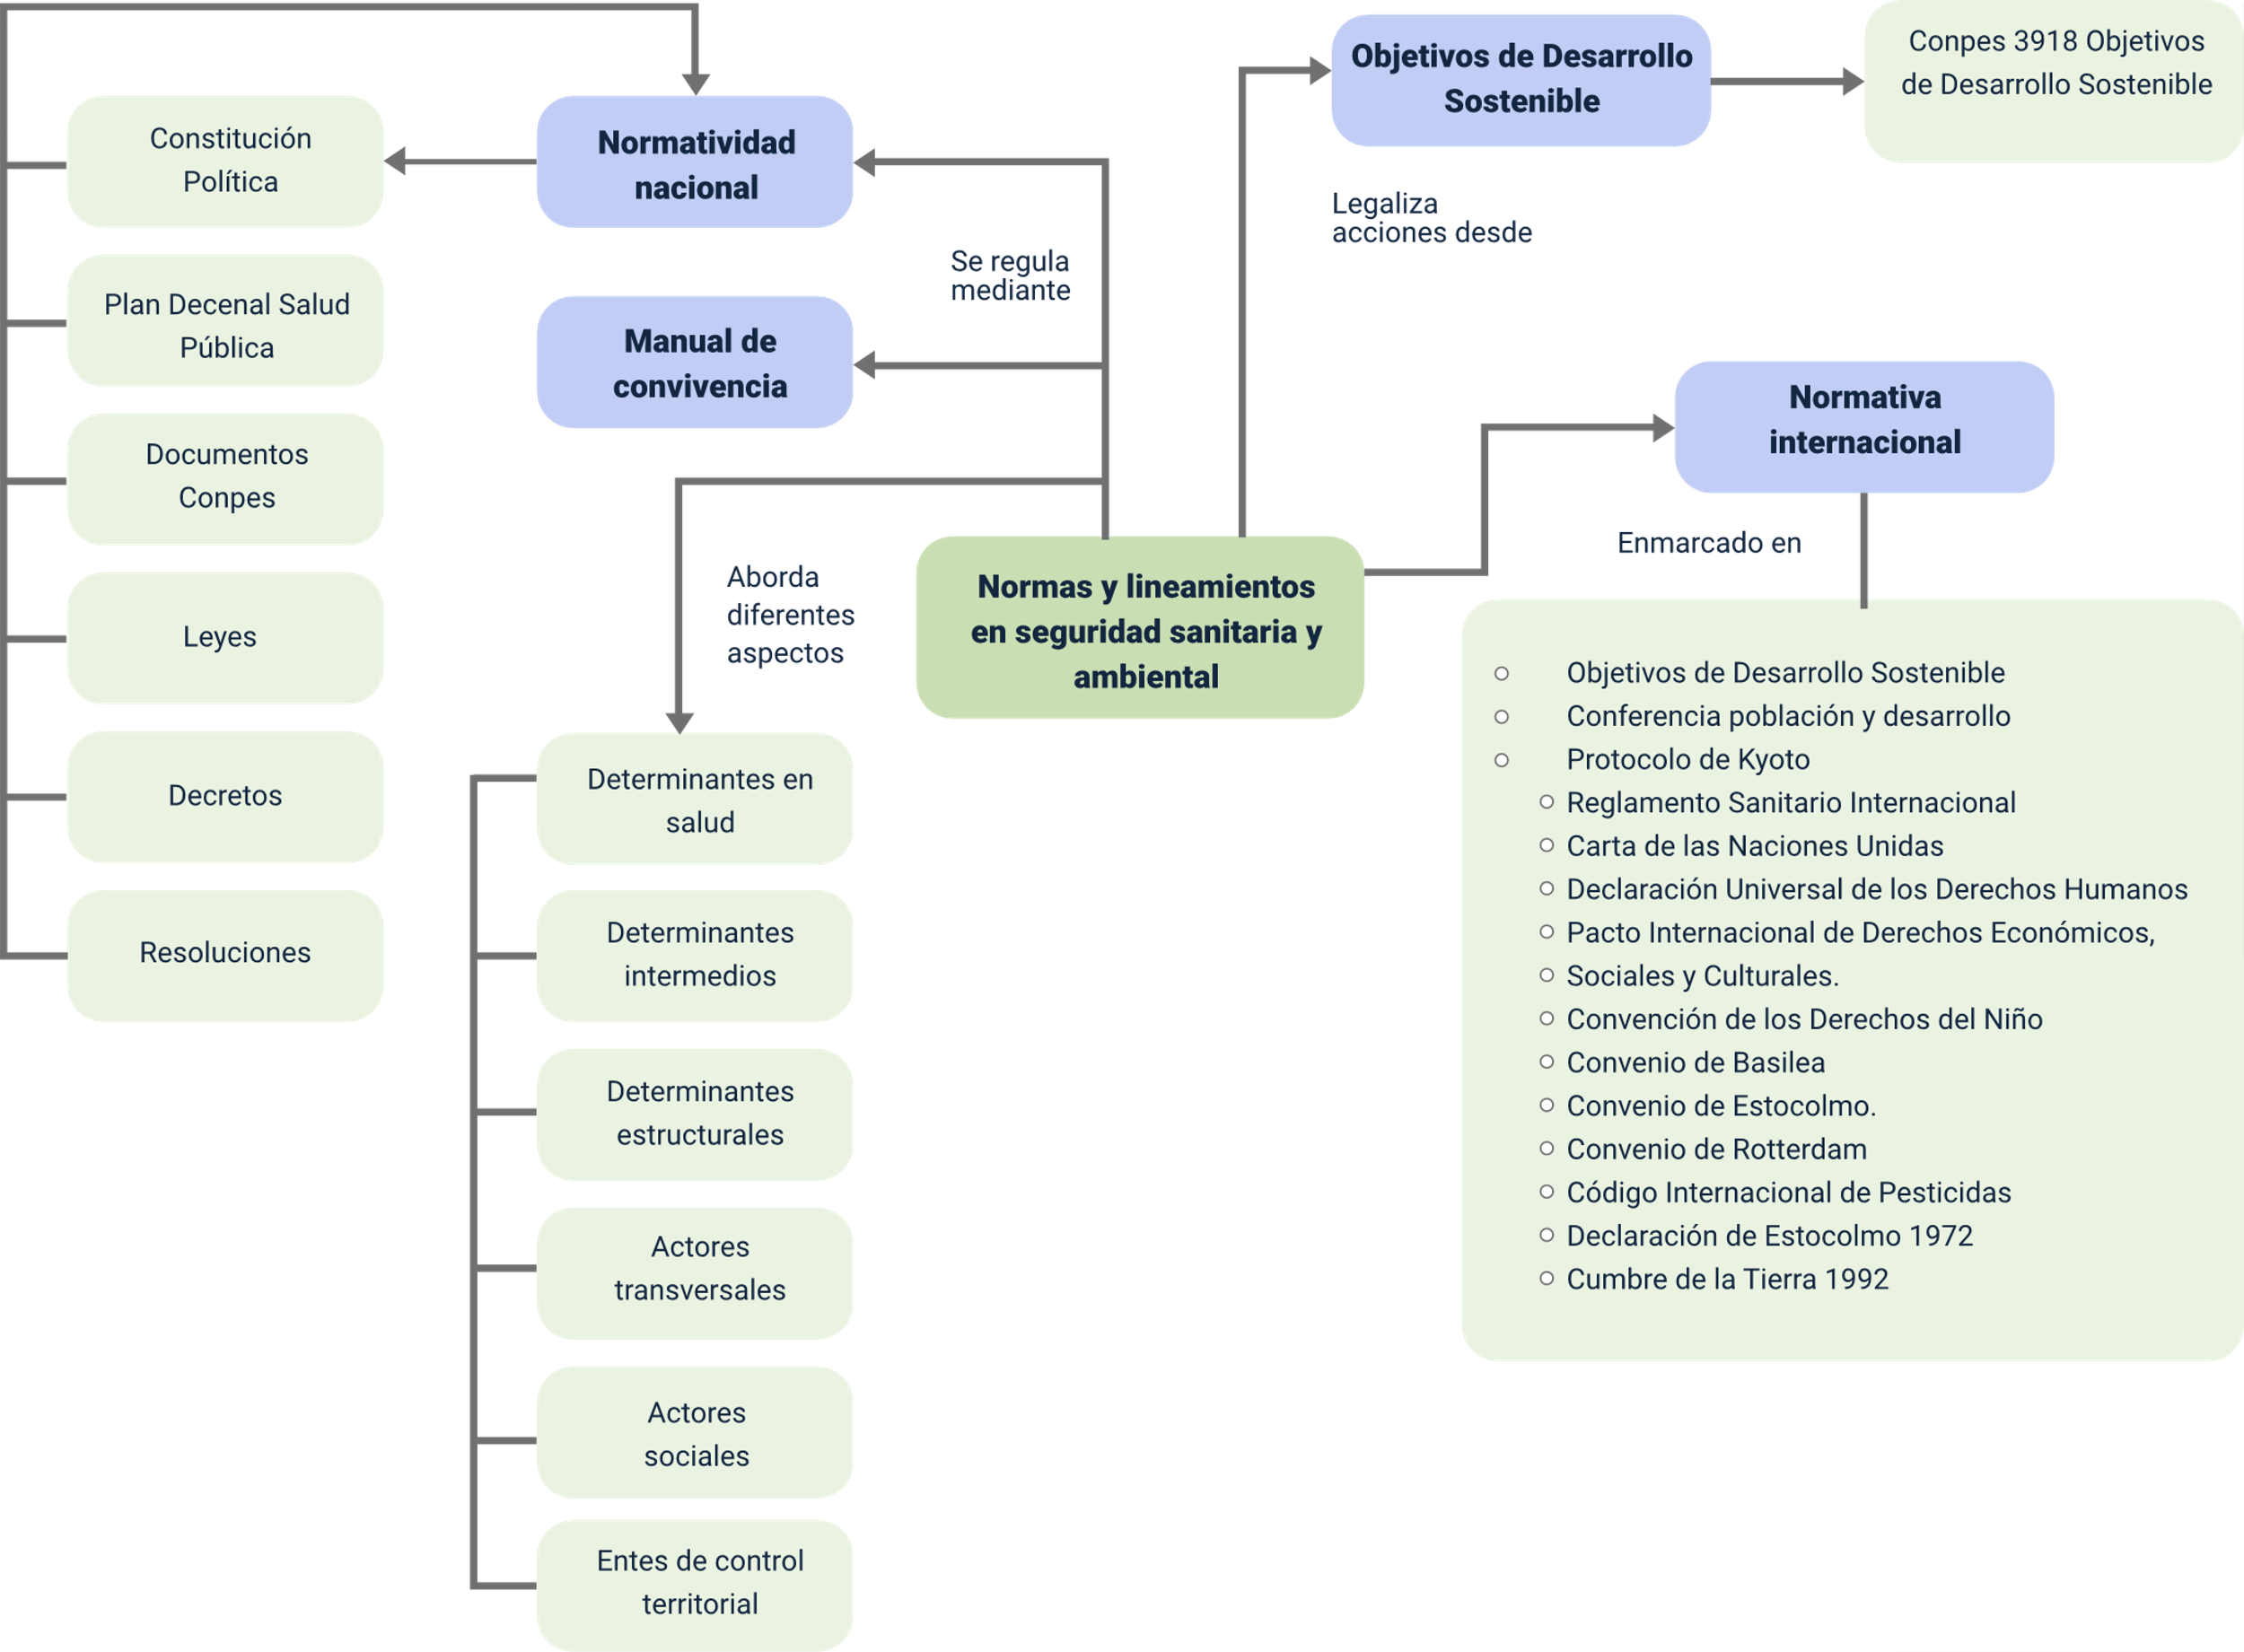 Objetivos de Desarrollo
Sostenible
Conpes 3918 Objetivos
de Desarrollo Sostenible
Normatividad
nacional
Constitución
Política
Legaliza
acciones desde
Se regula
mediante
Plan Decenal Salud
Pública
Manual de
convivencia
Normativa
internacional
Documentos
Conpes
Enmarcado en
Aborda
diferentes
aspectos
Normas y lineamientos
en seguridad sanitaria y
ambiental
Leyes
Decretos
Resoluciones
Determinantes en
salud
Determinantes
intermedios
Determinantes
estructurales
Actores
transversales
Actores
sociales
Entes de control
territorial
Objetivos de Desarrollo Sostenible
Conferencia población y desarrollo
Protocolo de Kyoto
Reglamento Sanitario Internacional
Carta de las Naciones Unidas
Declaración Universal de los Derechos Humanos
Pacto Internacional de Derechos Económicos,
Sociales y Culturales.
Convención de los Derechos del Niño
Convenio de Basilea
Convenio de Estocolmo.
Convenio de Rotterdam
Código Internacional de Pesticidas
Declaración de Estocolmo 1972
Cumbre de la Tierra 1992